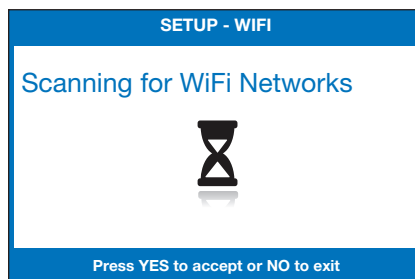 SETUP - WIFI
Scanning for WiFi Networks
Press YES to accept or NO to exit